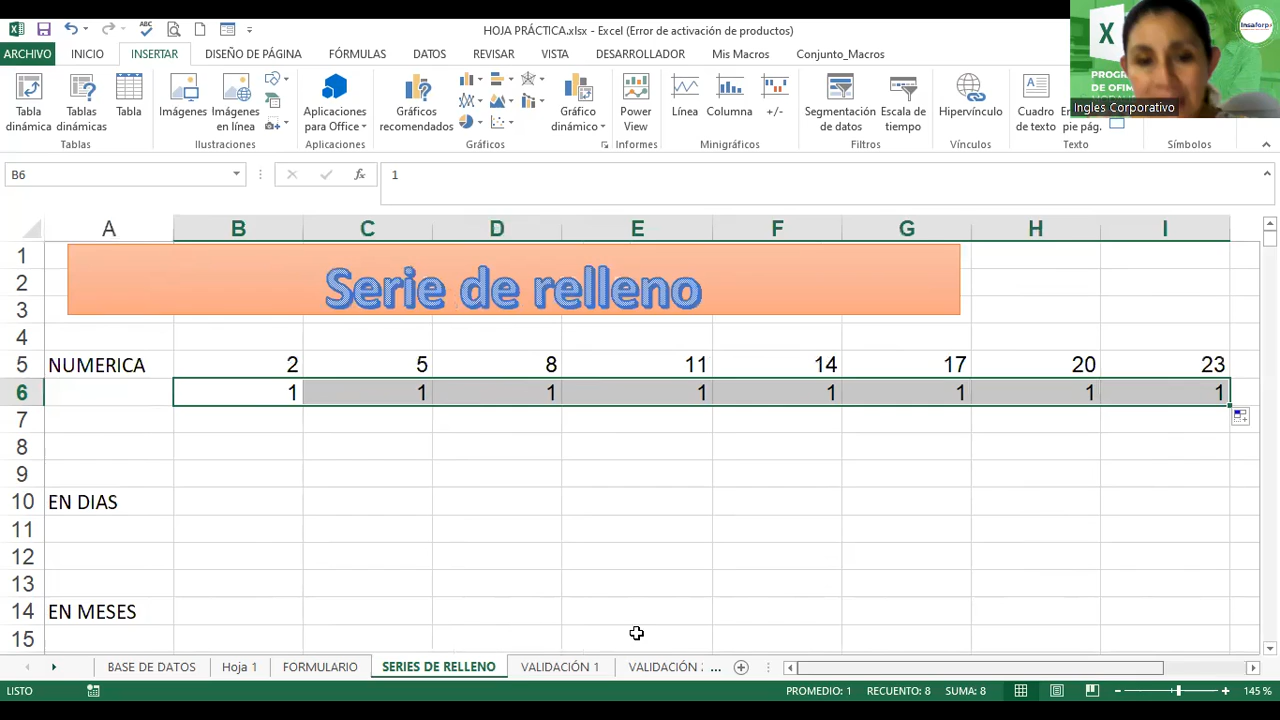 HOJA PRÁCTICA.xlsx - Excel (Error de activación de productos)
ARCHIVO INICIO INSERTAR DISEÑO DE PÁGINA FÓRMULAS DATOS REVISAR VISTA DESARROLLADOR Mis Mcros Conjunto_Macros
Tabla dinámica
Tablas dinámicas
Tabla
Tablas
Imágenes
Imágenes en línea
Ilustraciones
Aplicaciones para Office
Aplicaciones
Gráficos recomendados
Gráfico dinámico
Gráficos
Power View
Informes
Línea
Columna
+/-
Minigráficos
Segmentación de datos
Escala de tiempo
Filtros
Hipervínculo
Vínculos
Cuadro de texto
pie pág.
Texto
Símbolos
Insaforp
Ingles Corporativo
B6 fx 1
A B C D E F G H I
1
2 Serie de relleno
3
4
5 NUMERICA 2 5 8 11 14 17 20 23
6 1 1 1 1 1 1 1 1
7
8
9
10 EN DIAS
11
12
13
14 EN MESES
15
BASE DE DATOS Hoja 1 FORMULARIO SERIES DE RELLENO VALIDACIÓN 1 VALIDACIÓN ...
LISTO PROMEDIO: 1 RECUENTO: 8 SUMA: 8 145 %